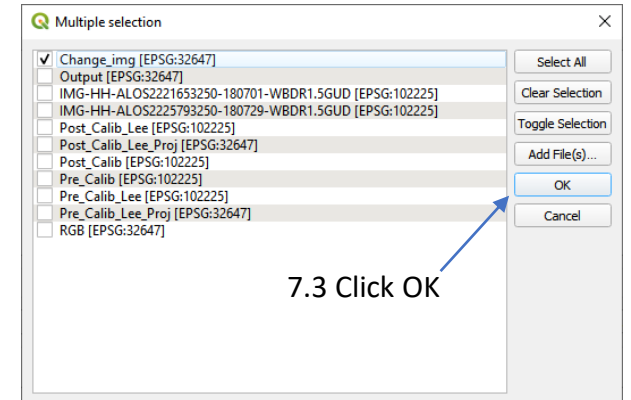 Multiple selection
Change_img [EPSG:32647]
Output [EPSG:32647]
IMG-HH-ALOS2221653250-180701-WBDR1.5GUD [EPSG:102225]
IMG-HH-ALOS2225793250-180729-WBDR1.5GUD [EPSG:102225]
Post_Calib_Lee [EPSG:102225]
Post_Calib_Lee_Proj [EPSG:32647]
Post_Calib [EPSG:102225]
Pre_Calib [EPSG:102225]
Pre_Calib_Lee [EPSG:102225]
Pre_Calib_Lee_Proj [EPSG:32647]
RGB [EPSG:32647]
Select All
Clear Selection
Toggle Selection
Add File(s)...
OK
Cancel
7.3 Click OK